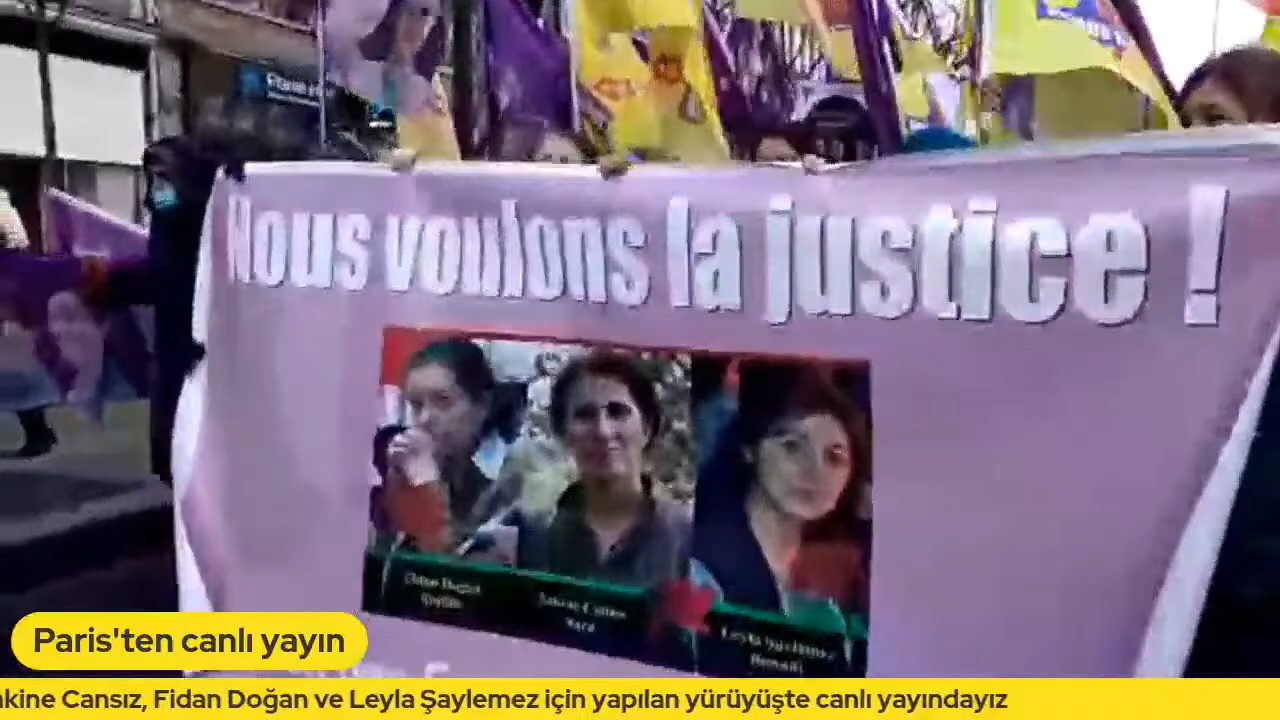 Nous voulons la justice !
Paris'ten canlı yayın
akine Cansız, Fidan Doğan ve Leyla Şaylemez için yapılan yürüyüşte canlı yayındayız